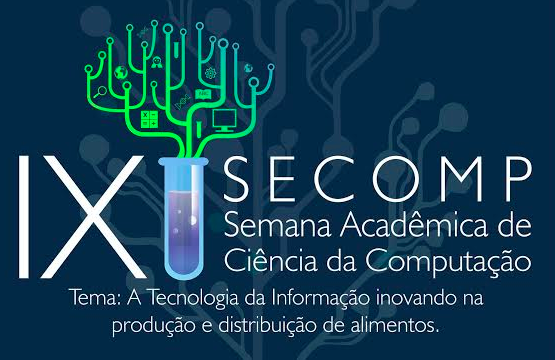 IX SECOMP
Semana Acadêmica de
Ciência da Computação
Tema: A Tecnologia da Informação inovando na
produção e distribuição de alimentos.